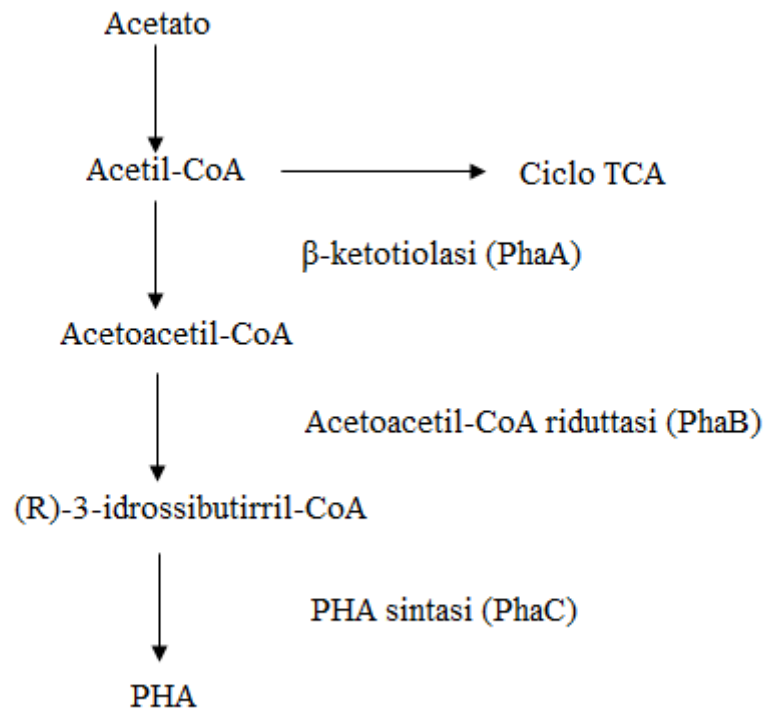 Acetato
Acetil-CoA
Ciclo TCA
β-ketotiolasi (PhaA)
Acetoacetil-CoA
Acetoacetil-CoA riduttasi (PhaB)
(R)-3-idrossibutirril-CoA
PHA sintasi (PhaC)
PHA